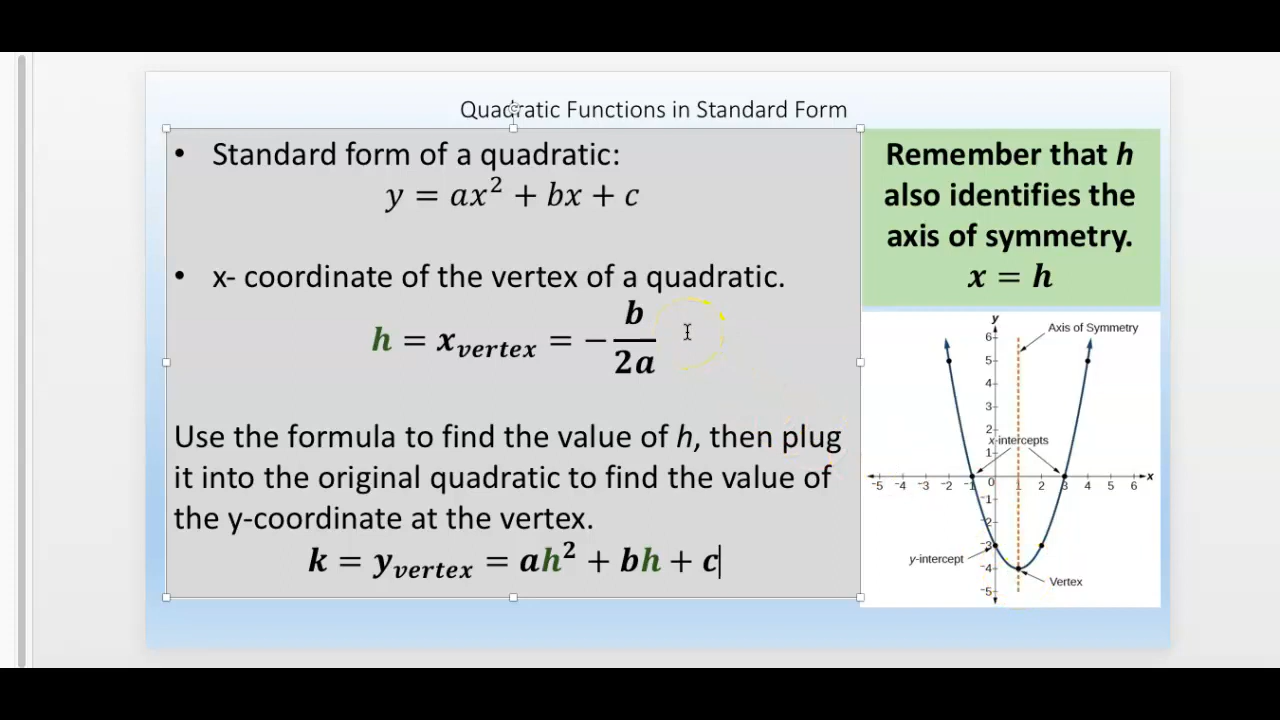 Quadratic Functions in Standard Form
• Standard form of a quadratic:
y = ax² + bx + c
• x- coordinate of the vertex of a quadratic.
h = x_vertex = − b/2a
Use the formula to find the value of h, then plug
it into the original quadratic to find the value of
the y-coordinate at the vertex.
k = y_vertex = ah² + bh + c
Remember that h
also identifies the
axis of symmetry.
x = h
y
Axis of Symmetry
6
5
4
3
2
x-intercepts
1
-5 -4 -3 -2 -1 0 1 2 3 4 5 6 x
-1
-2
-3
y-intercept
-4
Vertex
-5